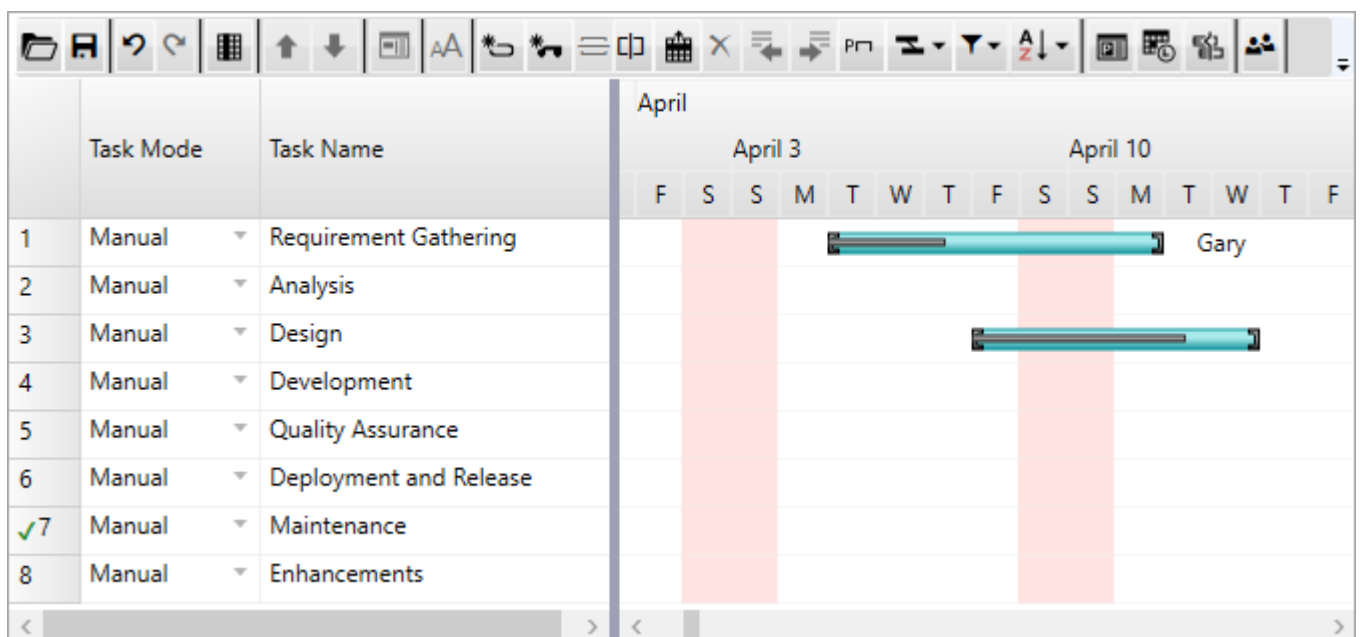 AA P A Z P
April
Task Mode Task Name April 3 April 10
F S S M T W T F S S M T W T F
1 Manual Requirement Gathering Gary
2 Manual Analysis
3 Manual Design
4 Manual Development
5 Manual Quality Assurance
6 Manual Deployment and Release
7 Manual Maintenance
8 Manual Enhancements